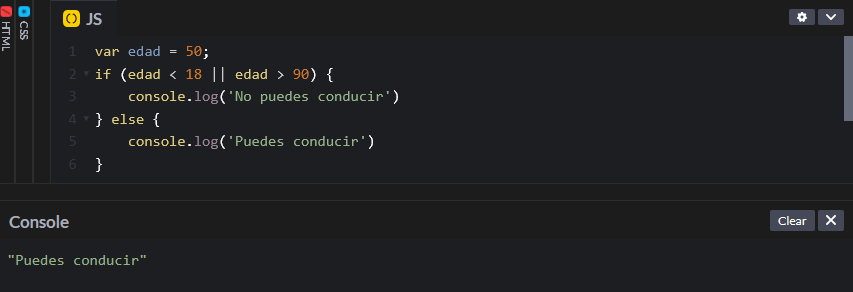 HTML
CSS
JS
1 var edad = 50;
2 if (edad < 18 || edad > 90) {
3 console.log('No puedes conducir')
4 } else {
5 console.log('Puedes conducir')
6 }
Console
Clear
"Puedes conducir"